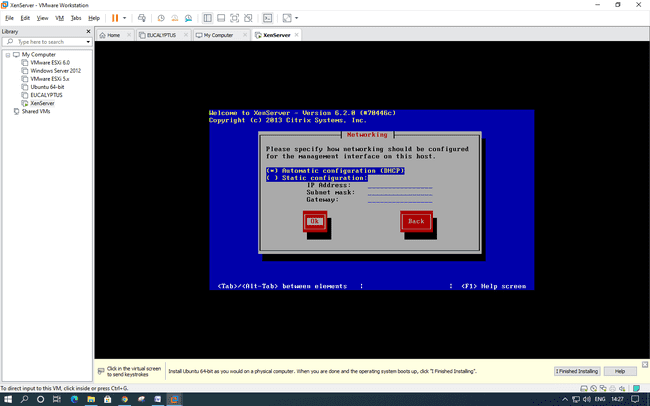 XenServer - VMware Workstation
File Edit View VM Tabs Help
Library
Type here to search
My Computer
VMware ESXi 6.0
Windows Server 2012
VMware ESXi 5.x
Ubuntu 64-bit
EUCALYPTUS
XenServer
Shared VMs
Home EUCALYPTUS My Computer XenServer
Welcome to XenServer - Version 6.2.0 (#70446c)
Copyright (c) 2013 Citrix Systems, Inc.
Networking
Please specify how networking should be configured
for the management interface on this host.
(*) Automatic configuration (DHCP)
( ) Static configuration:
IP Address:
Subnet mask:
Gateway:
Ok Back
<Tab>/<Alt-Tab> between elements | | <F1> Help screen
Click in the virtual screen
to send keystrokes
Install Ubuntu 64-bit as you would on a physical computer. When you are done and the operating system boots up, click "I Finished Installing".
I Finished Installing Help
To direct input to this VM, click inside or press Ctrl+G.
ENG 14:27